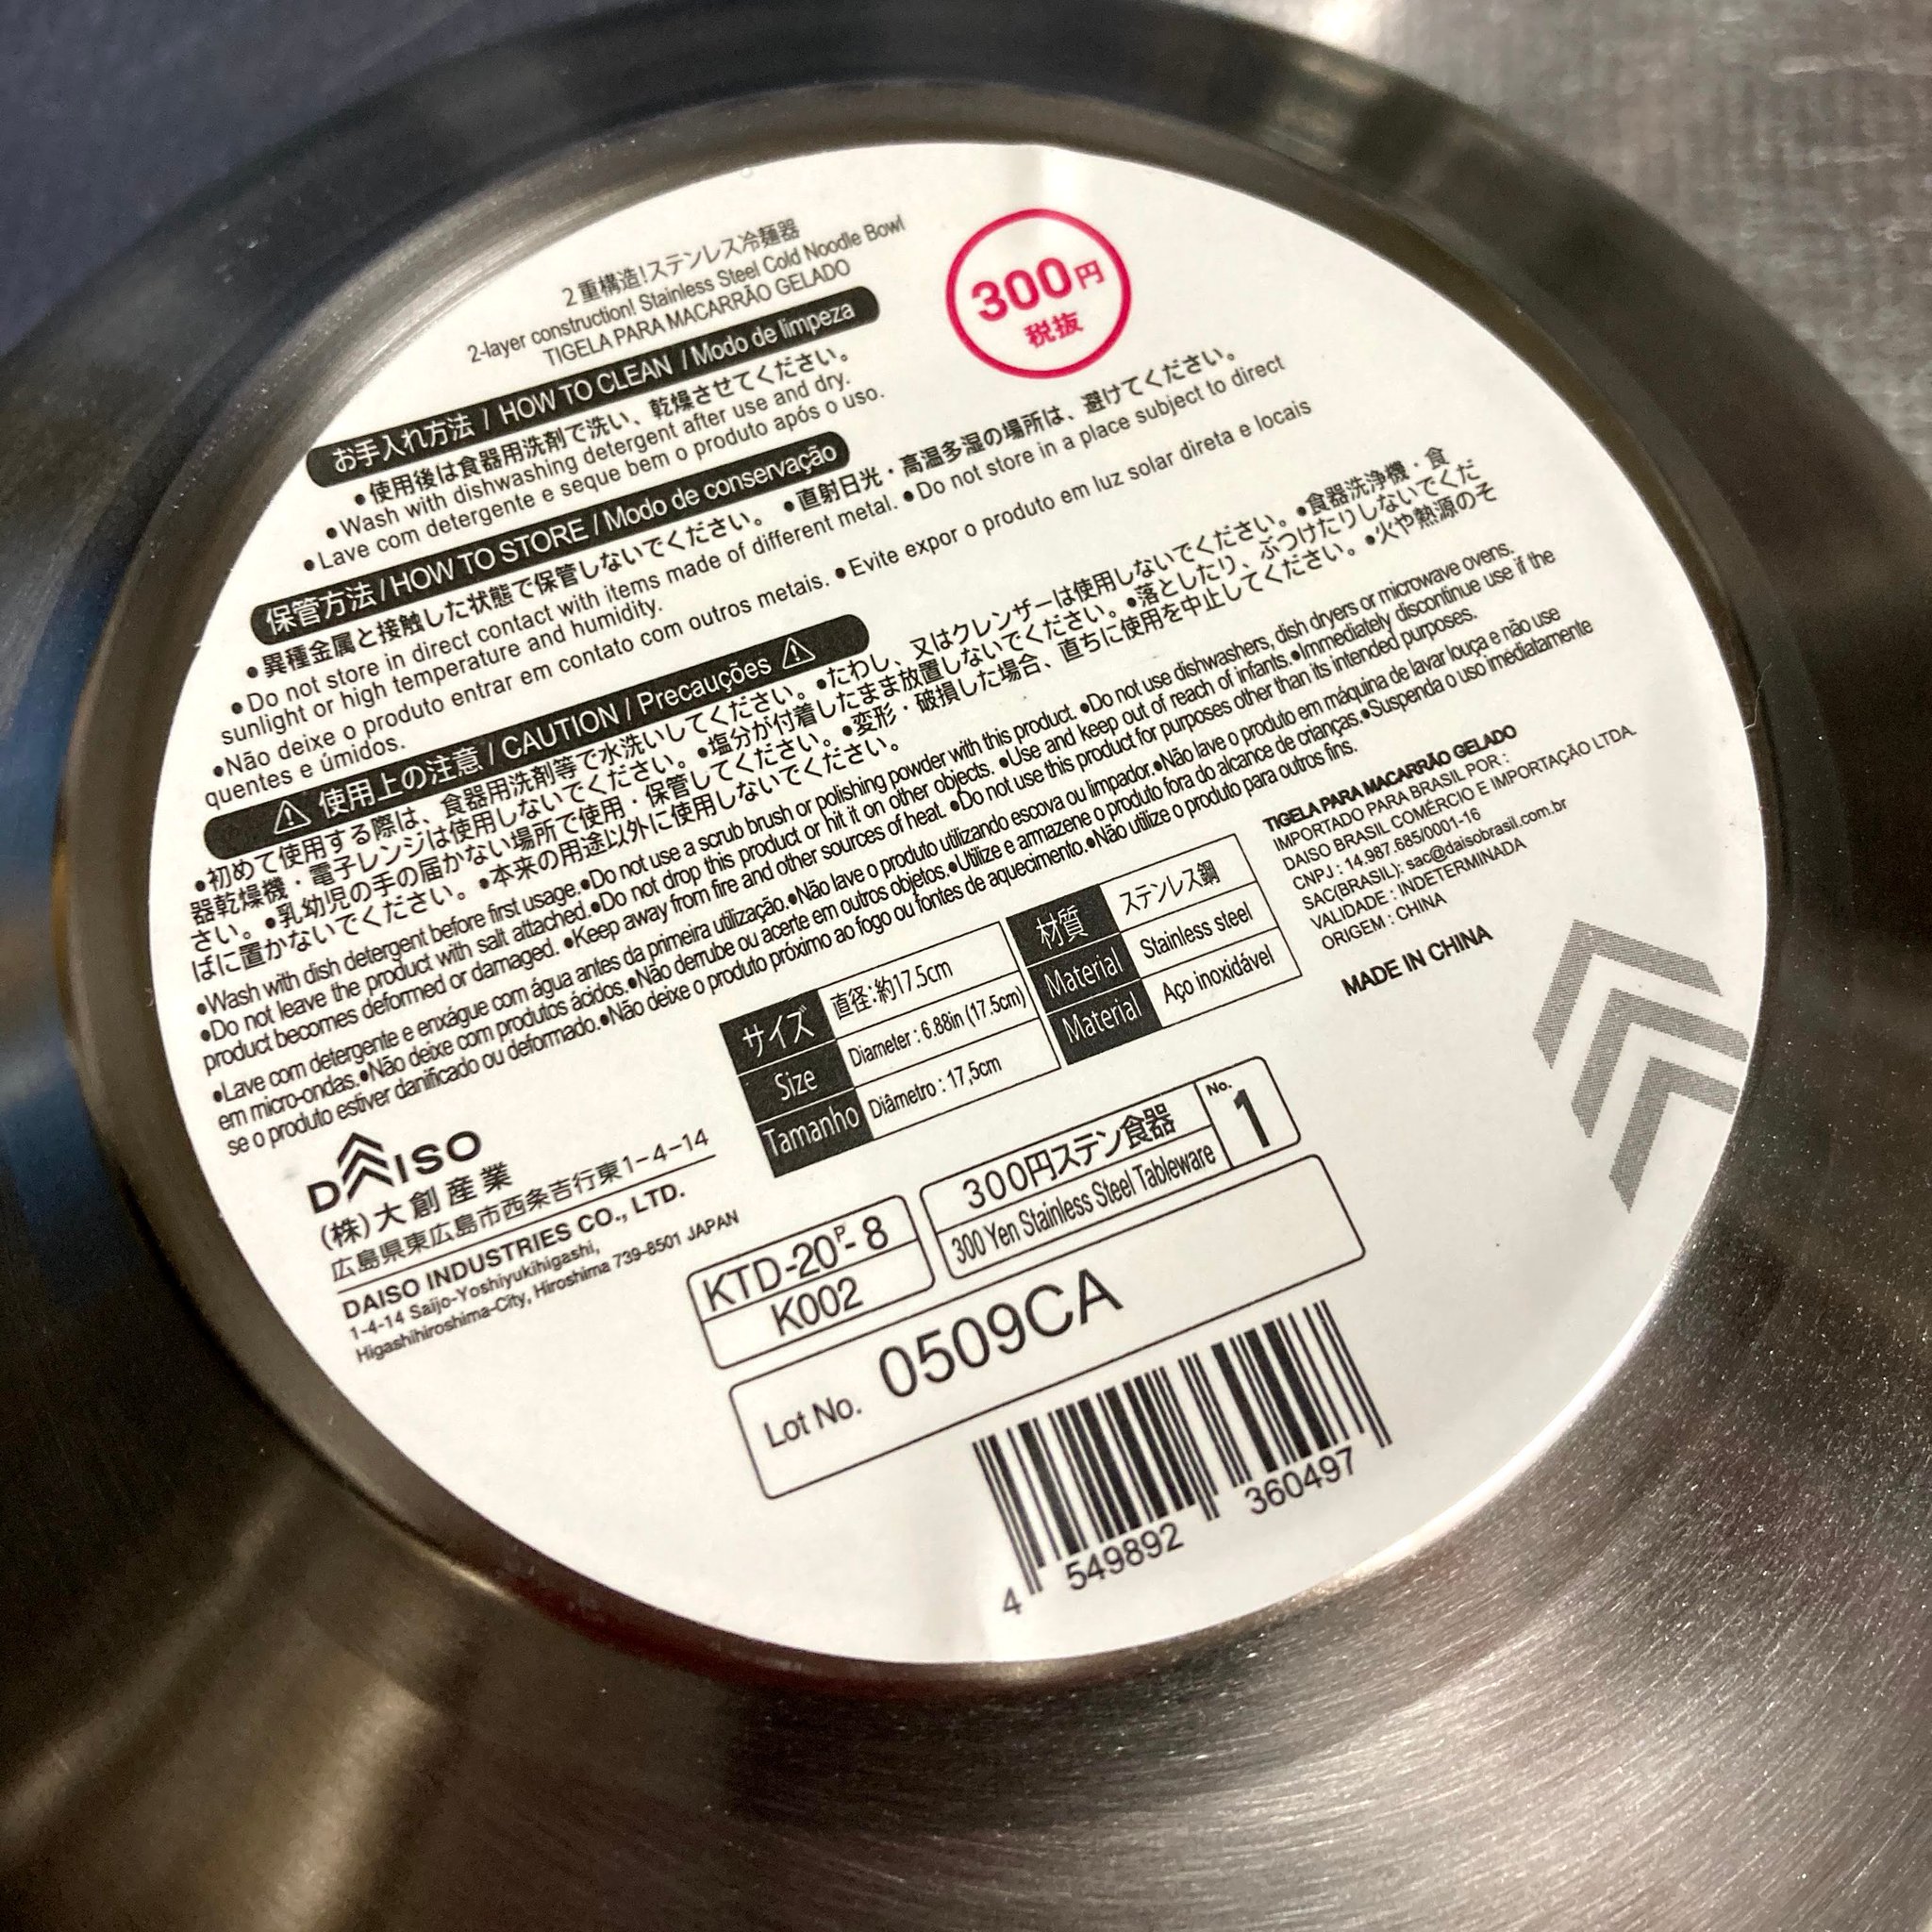 2重構造!ステンレス冷麺器
2-layer construction! Stainless Steel Cold Noodle Bowl
TIGELA PARA MACARRÃO GELADO
300円
税抜
お手入れ方法 / HOW TO CLEAN / Modo de limpeza
●使用後は食器用洗剤で洗い、乾燥させてください。
●Wash with dishwashing detergent after use and dry.
●Lave com detergente e seque bem o produto após o uso.
保管方法 / HOW TO STORE / Modo de conservação
●異種金属と接触した状態で保管しないでください。 ●直射日光・高温多湿の場所は、避けてください。
●Do not store in direct contact with items made of different metal. ●Do not store in a place subject to direct
sunlight or high temperature and humidity.
●Não deixe o produto entrar em contato com outros metais. ●Evite expor o produto em luz solar direta e locais
quentes e úmidos.
⚠ 使用上の注意 / CAUTION / Precauções ⚠
●初めて使用する際は、食器用洗剤等で水洗いしてください。●たわし、又はクレンザーは使用しないでください。●食器洗浄機・食
器乾燥機・電子レンジは使用しないでください。●塩分が付着したまま放置しないでください。●落としたり、ぶつけたりしないでくだ
さい。●乳幼児の手の届かない場所で使用・保管してください。●変形・破損した場合、直ちに使用を中止してください。●火や熱源のそ
ばに置かないでください。●本来の用途以外に使用しないでください。
●Wash with dish detergent before first usage.●Do not use a scrub brush or polishing powder with this product. ●Do not use dishwashers, dish dryers or microwave ovens.
●Do not leave the product with salt attached.●Do not drop this product or hit it on other objects. ●Use and keep out of reach of infants.●Immediately discontinue use if the
product becomes deformed or damaged. ●Keep away from fire and other sources of heat. ●Do not use this product for purposes other than its intended purposes.
●Lave com detergente e enxágue com água antes da primeira utilização.●Não lave o produto utilizando escova ou limpador.●Não lave o produto em máquina de lavar louça e não use
em micro-ondas.●Não deixe com produtos ácidos.●Não derrube ou acerte em outros objetos.●Utilize e armazene o produto fora do alcance de crianças.●Suspenda o uso imediatamente
se o produto estiver danificado ou deformado.●Não deixe o produto próximo ao fogo ou fontes de aquecimento.●Não utilize o produto para outros fins.
サイズ 直径:約17.5cm
Size Diameter : 6.88in (17.5cm)
Tamanho Diâmetro : 17,5cm
材質 ステンレス鋼
Material Stainless steel
Material Aço inoxidável
TIGELA PARA MACARRÃO GELADO
IMPORTADO PARA BRASIL POR :
DAISO BRASIL COMÉRCIO E IMPORTAÇÃO LTDA.
CNPJ : 14.987.685/0001-16
SAC(BRASIL); sac@daisobrasil.com.br
VALIDADE : INDETERMINADA
ORIGEM : CHINA
MADE IN CHINA
DAISO
(株)大創産業
広島県東広島市西条吉行東1-4-14
DAISO INDUSTRIES CO., LTD.
1-4-14 Saijo-Yoshiyukihigashi,
Higashihiroshima-City, Hiroshima 739-8501 JAPAN
KTD-20P-8
K002
300円ステン食器
300 Yen Stainless Steel Tableware
No.
1
Lot No. 0509CA
4 549892 360497